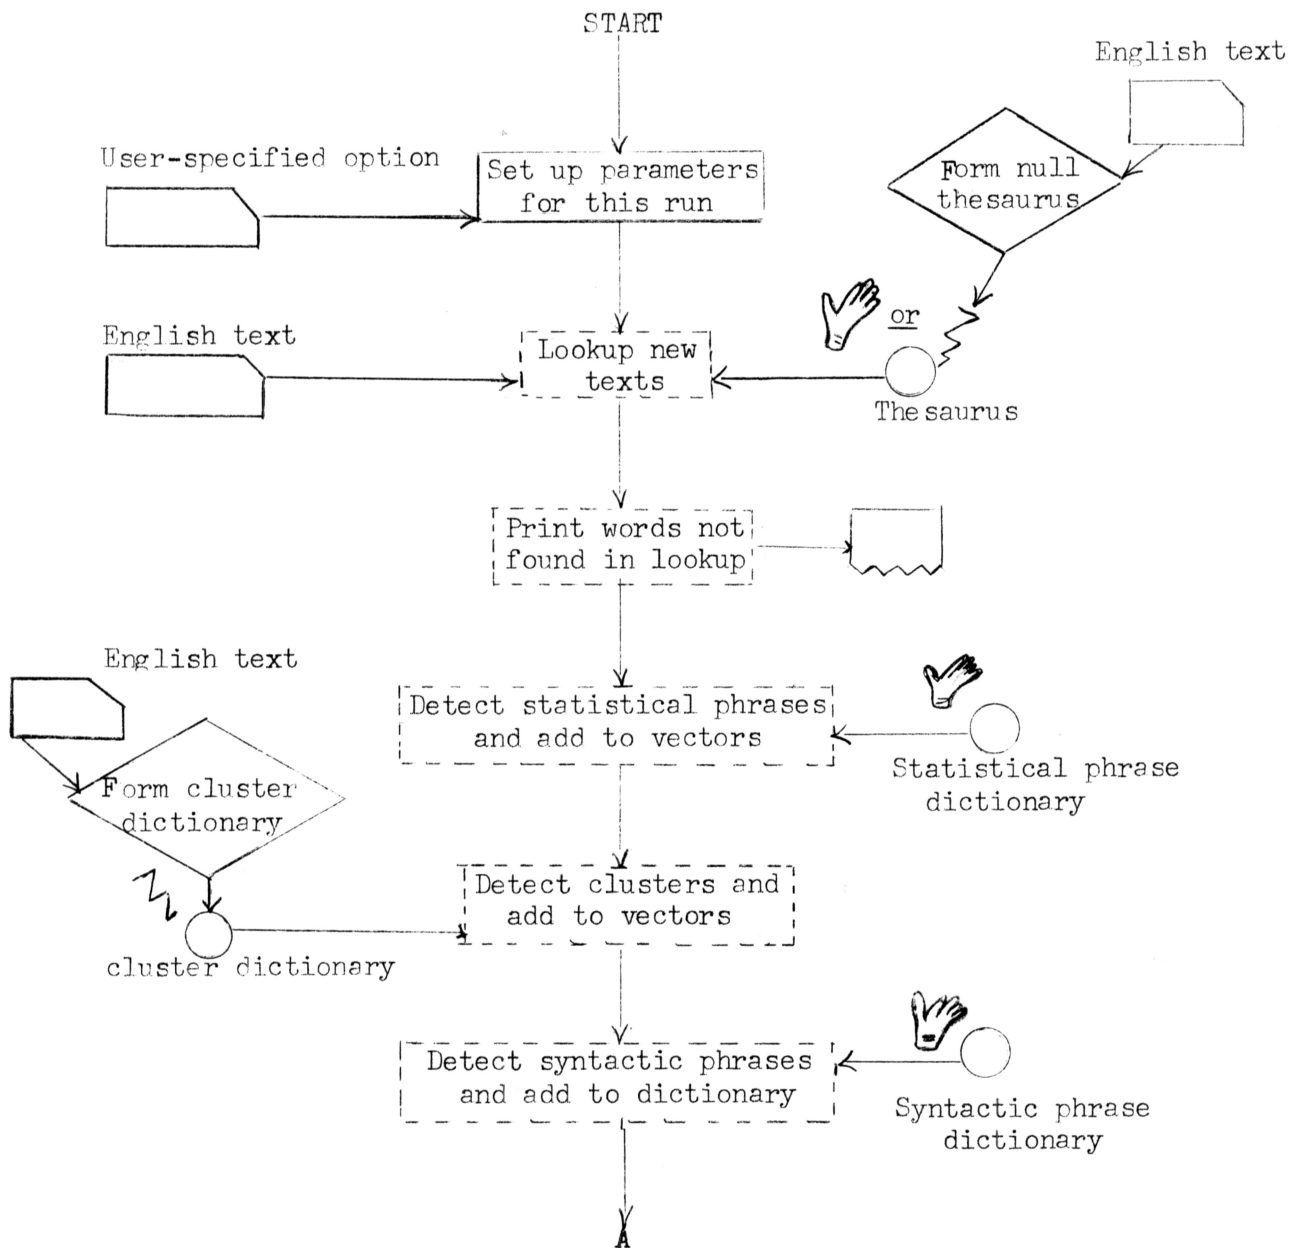 START
English text
User-specified option
Set up parameters
for this run
Form null
thesaurus
or
English text
Lookup new
texts
Thesaurus
Print words not
found in lookup
English text
Detect statistical phrases
and add to vectors
Statistical phrase
dictionary
Form cluster
dictionary
Detect clusters and
add to vectors
cluster dictionary
Detect syntactic phrases
and add to dictionary
Syntactic phrase
dictionary
A